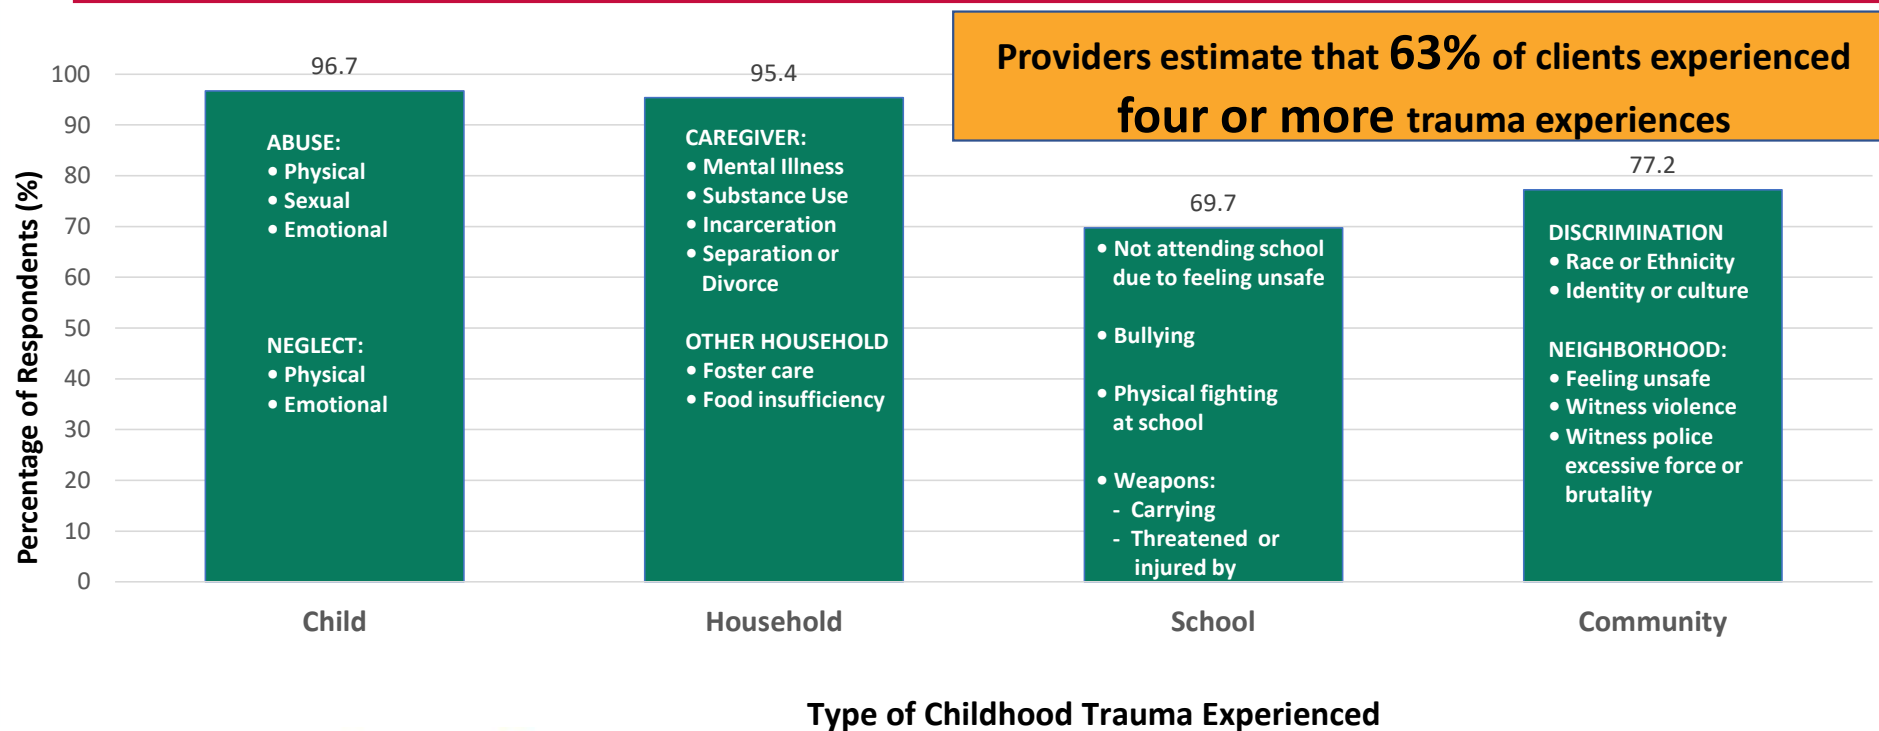 Providers estimate that 63% of clients experienced
four or more trauma experiences
Percentage of Respondents (%)
100
90
80
70
60
50
40
30
20
10
0
96.7
ABUSE:
• Physical
• Sexual
• Emotional
NEGLECT:
• Physical
• Emotional
Child
95.4
CAREGIVER:
• Mental Illness
• Substance Use
• Incarceration
• Separation or
Divorce
OTHER HOUSEHOLD
• Foster care
• Food insufficiency
Household
69.7
• Not attending school
due to feeling unsafe
• Bullying
• Physical fighting
at school
• Weapons:
- Carrying
- Threatened or
injured by
School
77.2
DISCRIMINATION
• Race or Ethnicity
• Identity or culture
NEIGHBORHOOD:
• Feeling unsafe
• Witness violence
• Witness police
excessive force or
brutality
Community
Type of Childhood Trauma Experienced